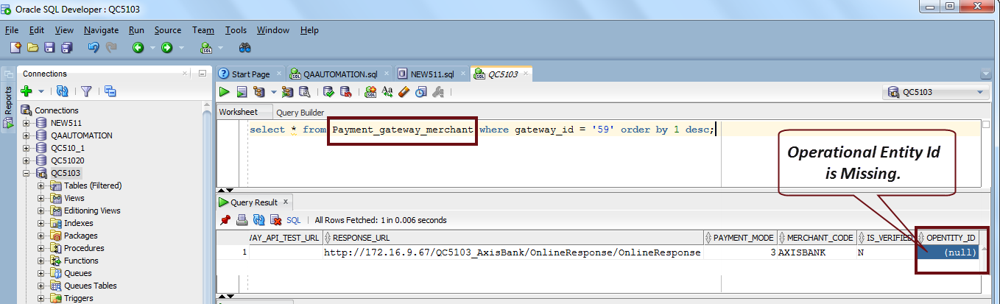 Oracle SQL Developer : QC5103
File Edit View Navigate Run Source Team Tools Window Help
Reports
Connections
Start Page
QAAUTOMATION.sql
NEW511.sql
QC5103
QC5103
Connections
NEW511
QAAUTOMATION
QC510_1
QC51020
QC5103
Tables (Filtered)
Views
Editioning Views
Indexes
Packages
Procedures
Functions
Queues
Queues Tables
Triggers
Worksheet Query Builder
select * from Payment_gateway_merchant where gateway_id = '59' order by 1 desc;
Operational Entity Id
is Missing.
Query Result x
SQL | All Rows Fetched: 1 in 0.006 seconds
WAY_API_TEST_URL RESPONSE_URL PAYMENT_MODE MERCHANT_CODE IS_VERIFIED OPENTITY_ID
1 http://172.16.9.67/QC5103_AxisBank/OnlineResponse/OnlineResponse 3 AXISBANK N (null)